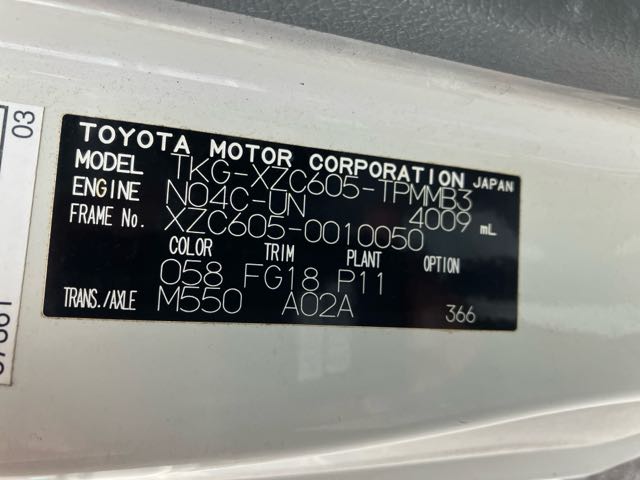 TOYOTA MOTOR CORPORATION JAPAN
MODEL TKG-XZC605-TPMMB3
ENGINE N04C-UN 4009 mL
FRAME No. XZC605-0010050
COLOR TRIM PLANT OPTION
058 FG18 P11
TRANS./AXLE M550 A02A 366
03